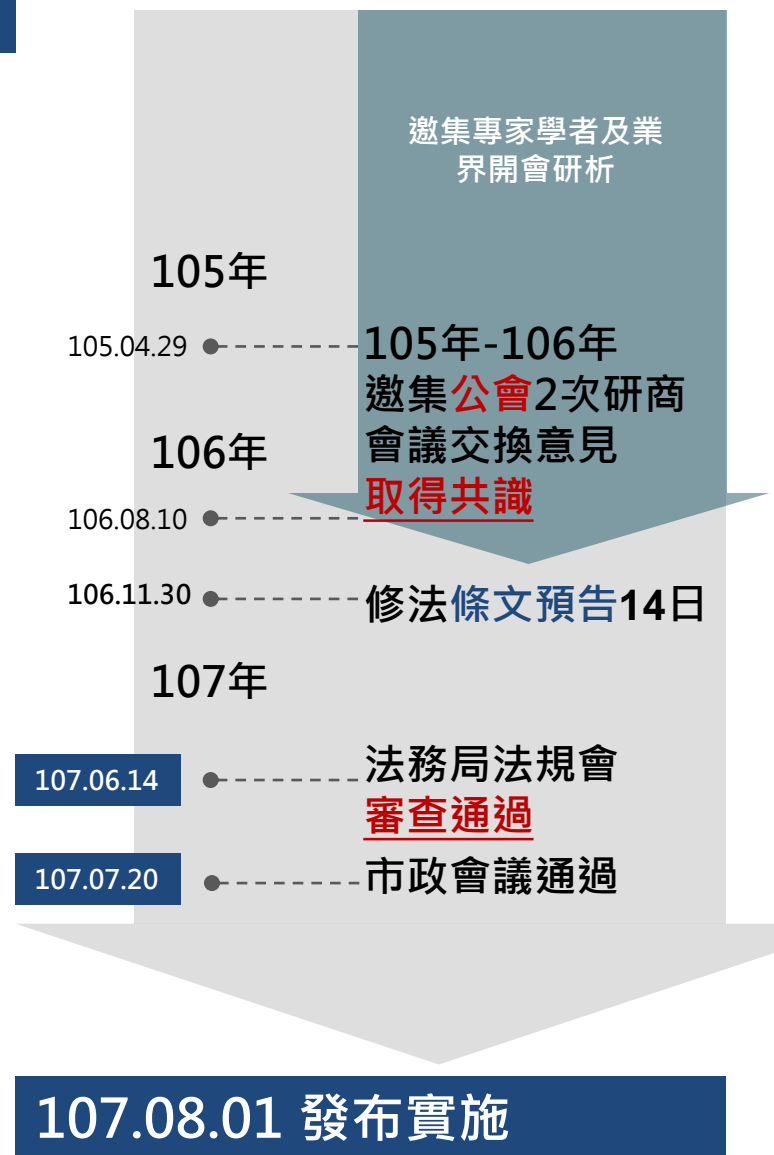 邀集專家學者及業
界開會研析
105年
105.04.29
105年-106年
邀集公會2次研商
會議交換意見
取得共識
106年
106.08.10
106.11.30
修法條文預告14日
107年
107.06.14
法務局法規會
審查通過
107.07.20
市政會議通過
107.08.01 發布實施